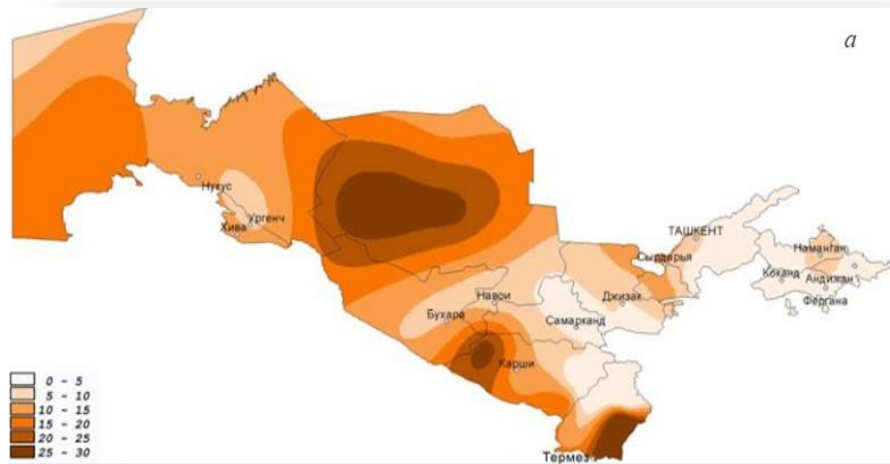 а
Нукус
Ургенч
Хива
ТАШКЕНТ
Сырдарья
Наманган
Коканд
Андижан
Фергана
Навои
Джизак
Бухара
Самарканд
Карши
Термез
0 - 5
5 - 10
10 - 15
15 - 20
20 - 25
25 - 30